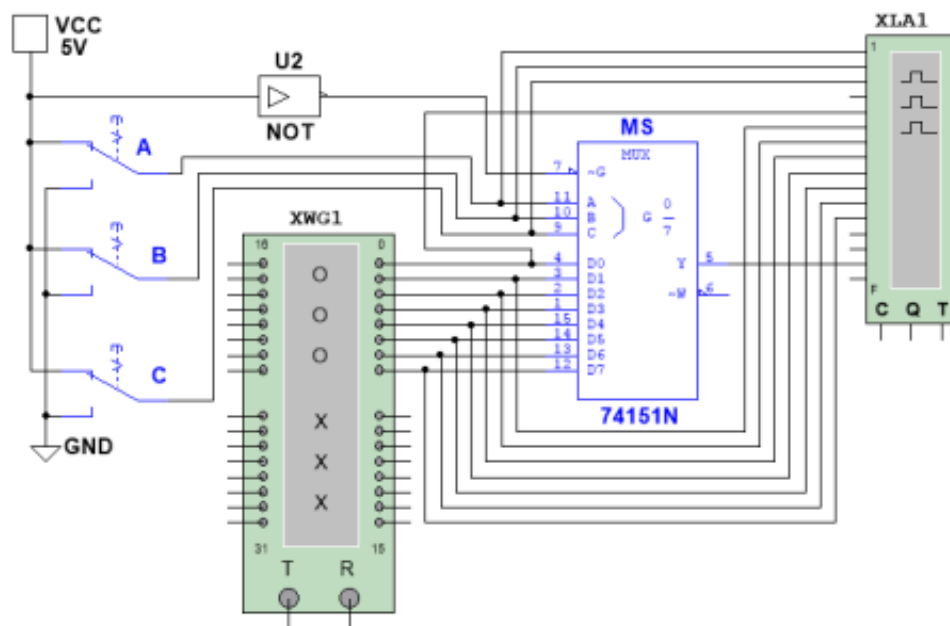 VCC
5V
XLA1
1
U2
NOT
MS
MUX
A
7
~G
11
A
10
B
9
C
G
0
7
XWG1
16
0
O
O
O
X
X
X
B
4
D0
3
D1
2
D2
1
D3
15
D4
14
D5
13
D6
12
D7
Y
5
~W
6
F
C Q T
C
74151N
GND
31
15
T
R